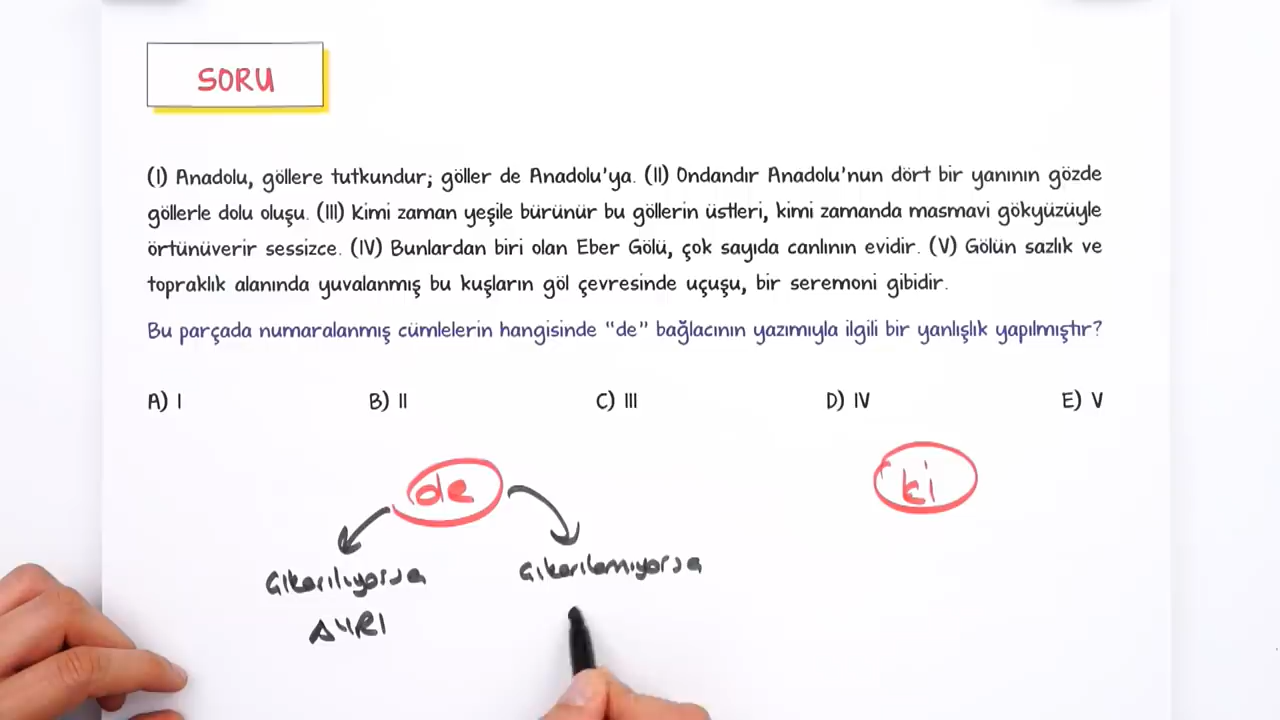 SORU
(I) Anadolu, göllere tutkundur; göller de Anadolu'ya. (II) Ondandır Anadolu'nun dört bir yanının gözde
göllerle dolu oluşu. (III) Kimi zaman yeşile bürünür bu göllerin üstleri, kimi zamanda masmavi gökyüzüyle
örtünüverir sessizce. (IV) Bunlardan biri olan Eber Gölü, çok sayıda canlının evidir. (V) Gölün sazlık ve
topraklık alanında yuvalanmış bu kuşların göl çevresinde uçuşu, bir seremoni gibidir.
Bu parçada numaralanmış cümlelerin hangisinde “de” bağlacının yazımıyla ilgili bir yanlışlık yapılmıştır?
A) I B) II C) III D) IV E) V
de ki
Çıkarılıyorsa Çıkarılamıyorsa
AYRI